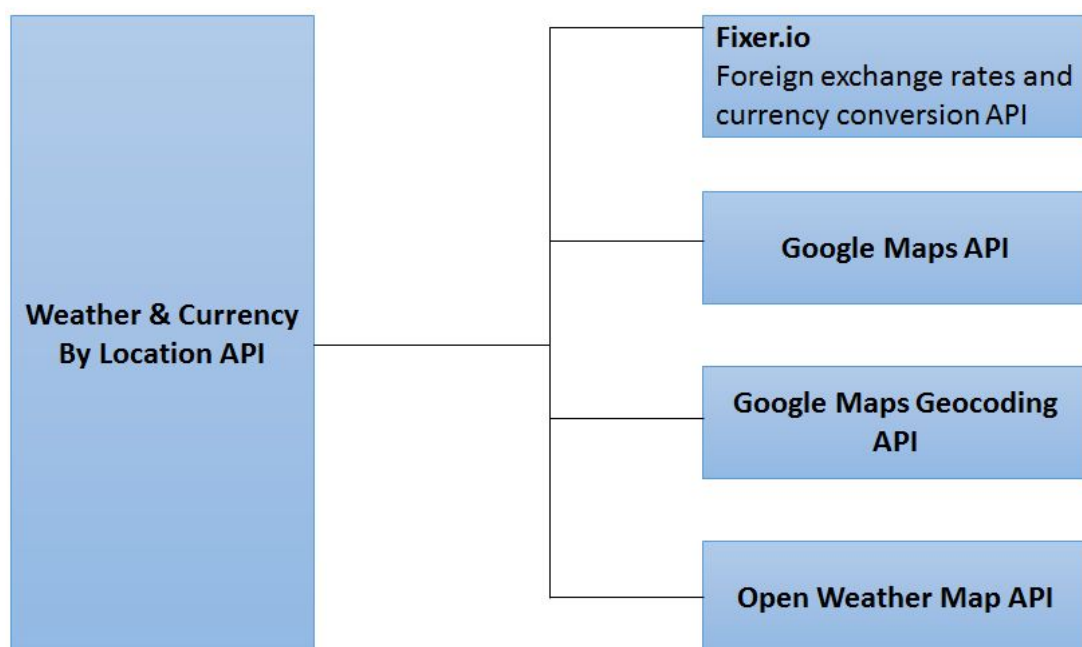 Weather & Currency
By Location API
Fixer.io
Foreign exchange rates and
currency conversion API
Google Maps API
Google Maps Geocoding
API
Open Weather Map API